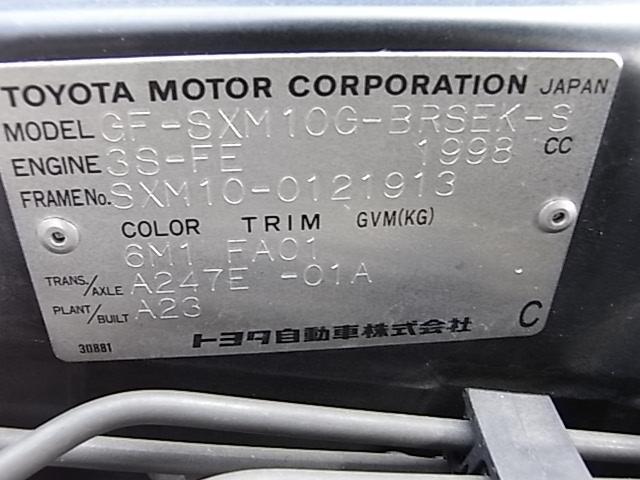 TOYOTA MOTOR CORPORATION JAPAN
MODEL GF-SXM10G-BRSEK-S
ENGINE 3S-FE 1998 CC
FRAME No. SXM10-0121913
COLOR TRIM GVM(KG)
6M1 FA01
TRANS./AXLE A247E -01A
PLANT/BUILT A23
トヨタ自動車株式会社 C
30881